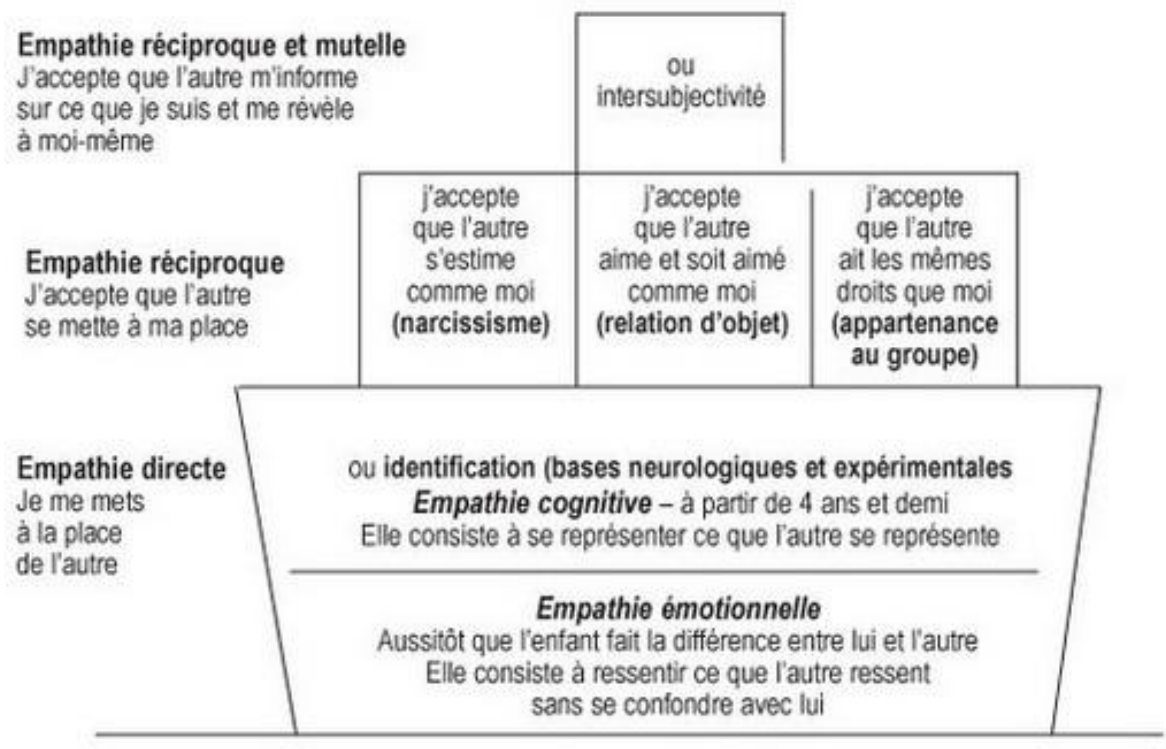 Empathie réciproque et mutelle
J'accepte que l'autre m'informe
sur ce que je suis et me révèle
à moi-même
ou
intersubjectivité
Empathie réciproque
J'accepte que l'autre
se mette à ma place
j'accepte
que l'autre
s'estime
comme moi
(narcissisme)
j'accepte
que l'autre
aime et soit aimé
comme moi
(relation d'objet)
j'accepte
que l'autre
ait les mêmes
droits que moi
(appartenance
au groupe)
Empathie directe
Je me mets
à la place
de l'autre
ou identification (bases neurologiques et expérimentales
Empathie cognitive – à partir de 4 ans et demi
Elle consiste à se représenter ce que l'autre se représente
Empathie émotionnelle
Aussitôt que l'enfant fait la différence entre lui et l'autre
Elle consiste à ressentir ce que l'autre ressent
sans se confondre avec lui